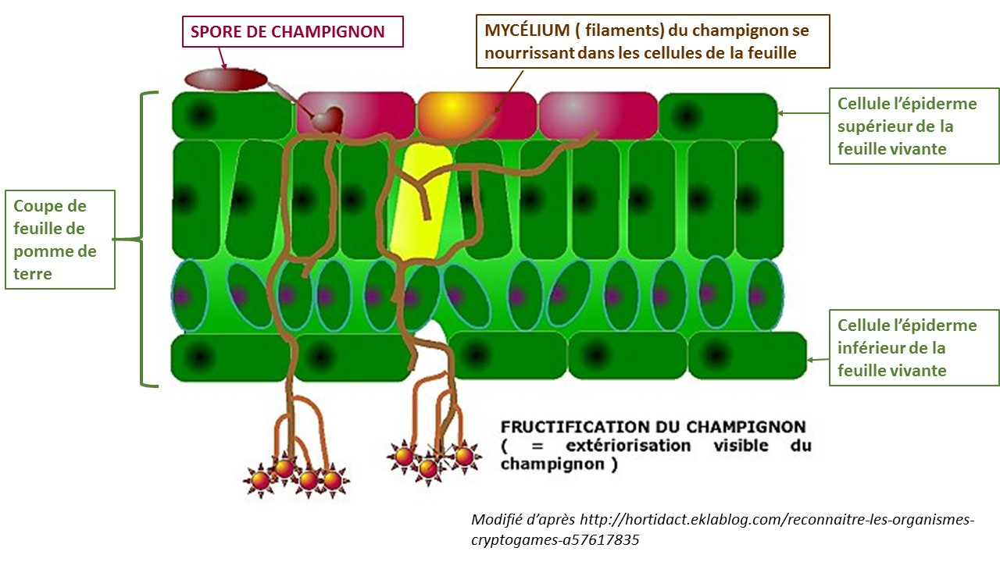 SPORE DE CHAMPIGNON
MYCÉLIUM ( filaments) du champignon se
nourrissant dans les cellules de la feuille
Cellule l’épiderme
supérieur de la
feuille vivante
Coupe de
feuille de
pomme de
terre
Cellule l’épiderme
inférieur de la
feuille vivante
FRUCTIFICATION DU CHAMPIGNON
( = extériorisation visible du
champignon )
Modifié d’après http://hortidact.eklablog.com/reconnaitre-les-organismes-
cryptogames-a57617835